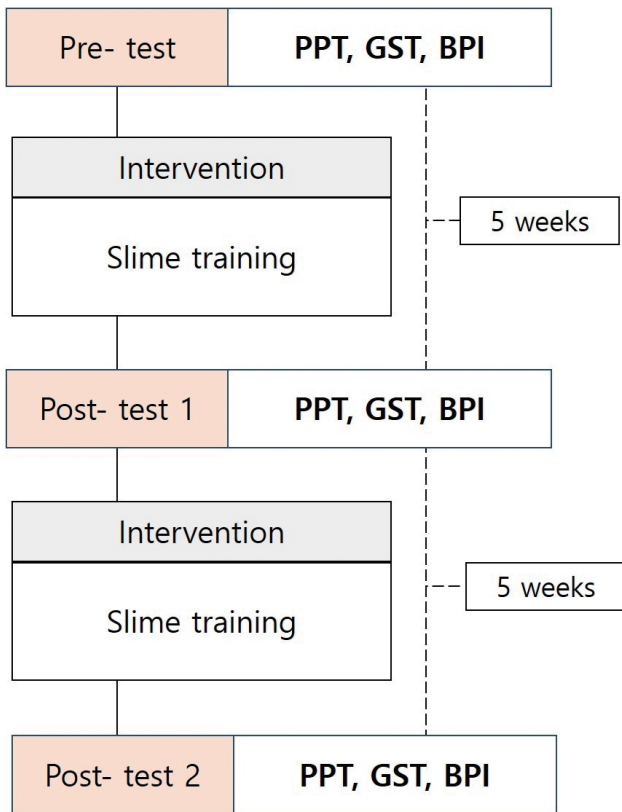 Pre- test PPT, GST, BPI
Intervention
Slime training
5 weeks
Post- test 1 PPT, GST, BPI
Intervention
Slime training
5 weeks
Post- test 2 PPT, GST, BPI